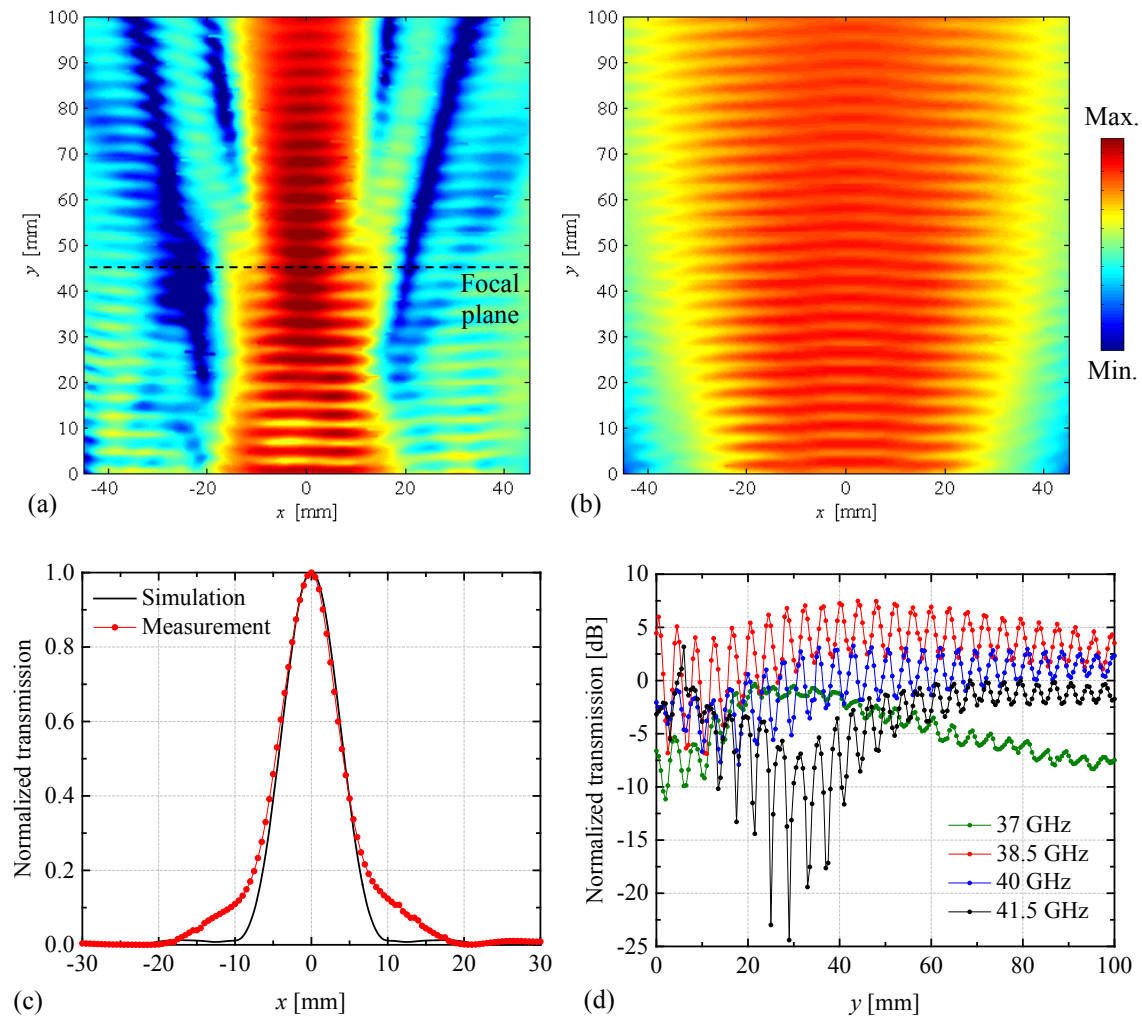 100
90
80
70
60
50
40
30
20
10
0
y [mm]
-40 -20 0 20 40
x [mm]
Focal
plane
(a)
100
90
80
70
60
50
40
30
20
10
0
y [mm]
-40 -20 0 20 40
x [mm]
(b)
Max.
Min.
1.0
0.8
0.6
0.4
0.2
0.0
Normalized transmission
Simulation
Measurement
-30 -20 -10 0 10 20 30
x [mm]
(c)
10
5
0
-5
-10
-15
-20
-25
Normalized transmission [dB]
37 GHz
38.5 GHz
40 GHz
41.5 GHz
0 20 40 60 80 100
y [mm]
(d)